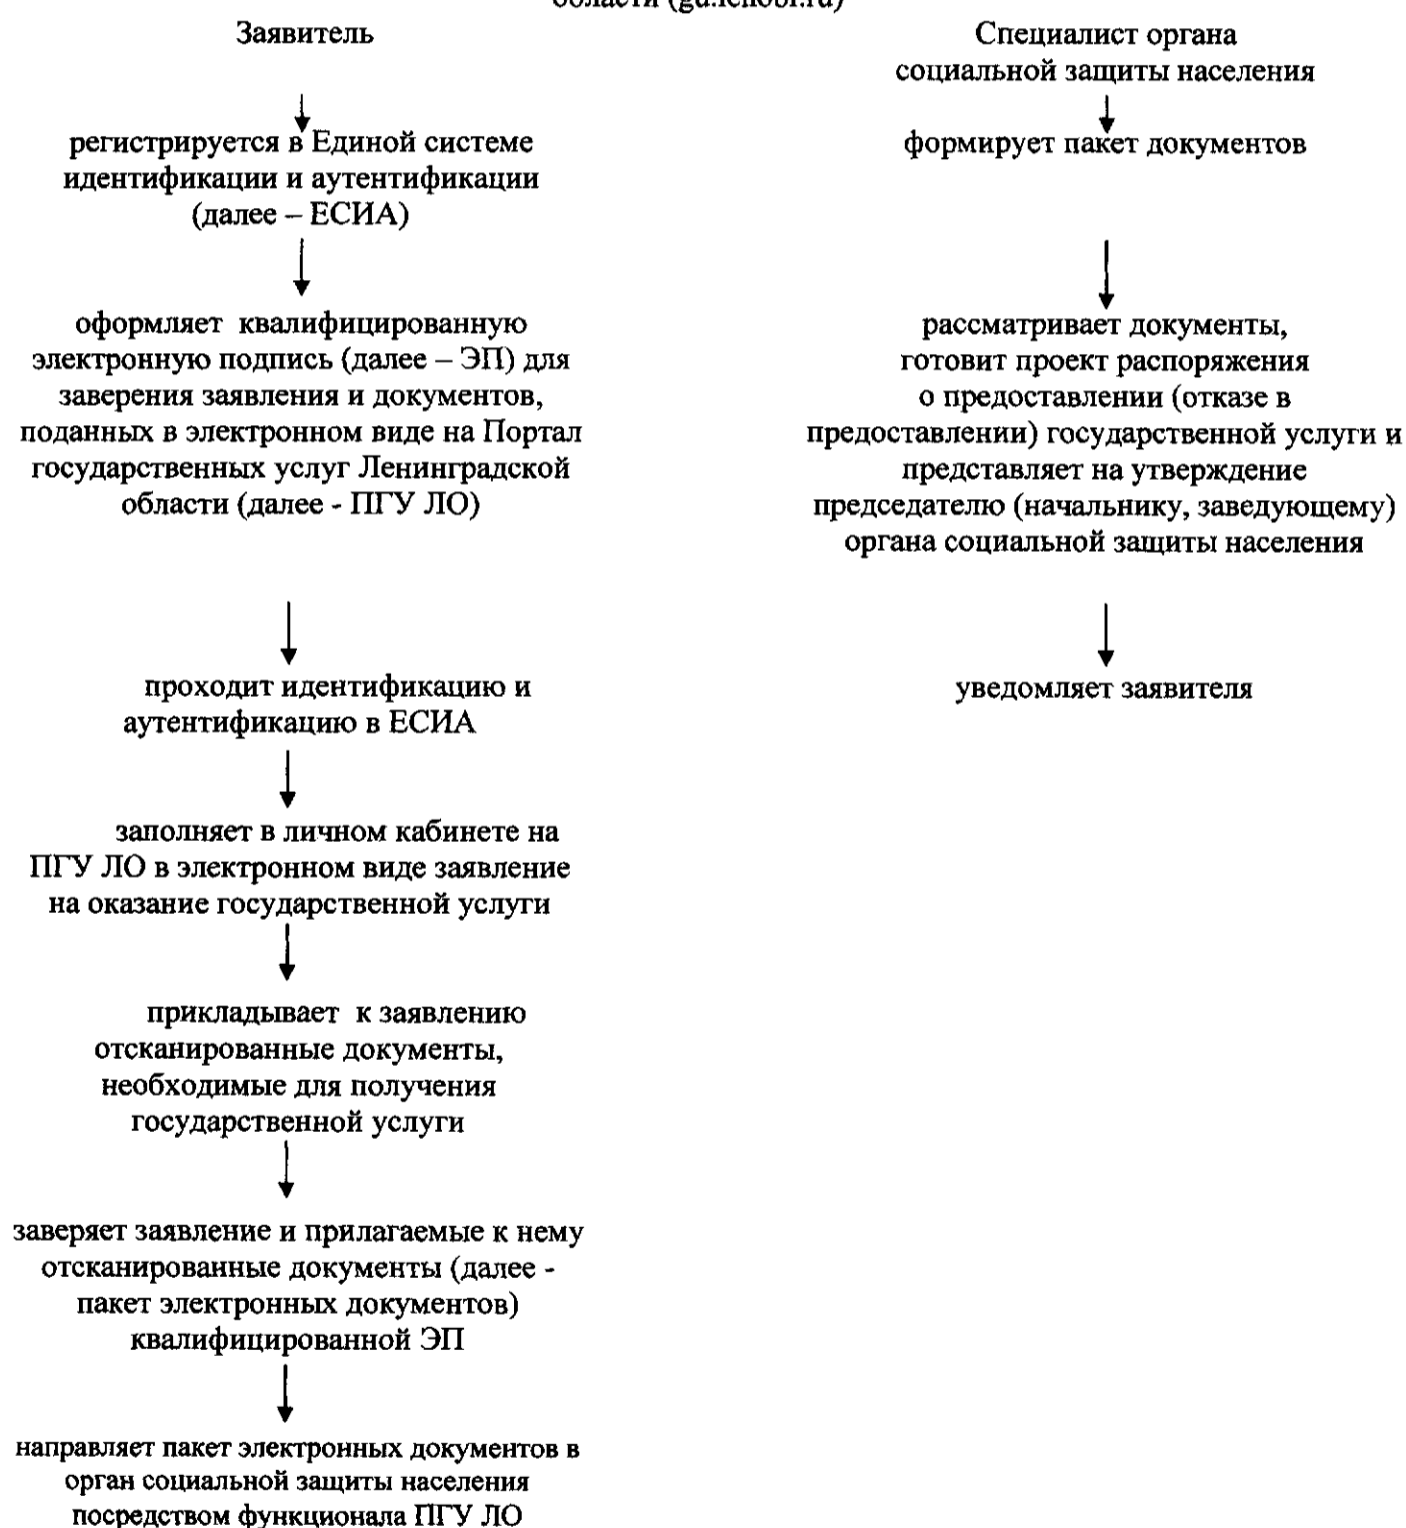 области (gu.lenobl.ru)
Заявитель
регистрируется в Единой системе
идентификации и аутентификации
(далее – ЕСИА)
оформляет квалифицированную
электронную подпись (далее – ЭП) для
заверения заявления и документов,
поданных в электронном виде на Портал
государственных услуг Ленинградской
области (далее - ПГУ ЛО)
проходит идентификацию и
аутентификацию в ЕСИА
заполняет в личном кабинете на
ПГУ ЛО в электронном виде заявление
на оказание государственной услуги
прикладывает к заявлению
отсканированные документы,
необходимые для получения
государственной услуги
заверяет заявление и прилагаемые к нему
отсканированные документы (далее -
пакет электронных документов)
квалифицированной ЭП
направляет пакет электронных документов в
орган социальной защиты населения
посредством функционала ПГУ ЛО
Специалист органа
социальной защиты населения
формирует пакет документов
рассматривает документы,
готовит проект распоряжения
о предоставлении (отказе в
предоставлении) государственной услуги и
представляет на утверждение
председателю (начальнику, заведующему)
органа социальной защиты населения
уведомляет заявителя